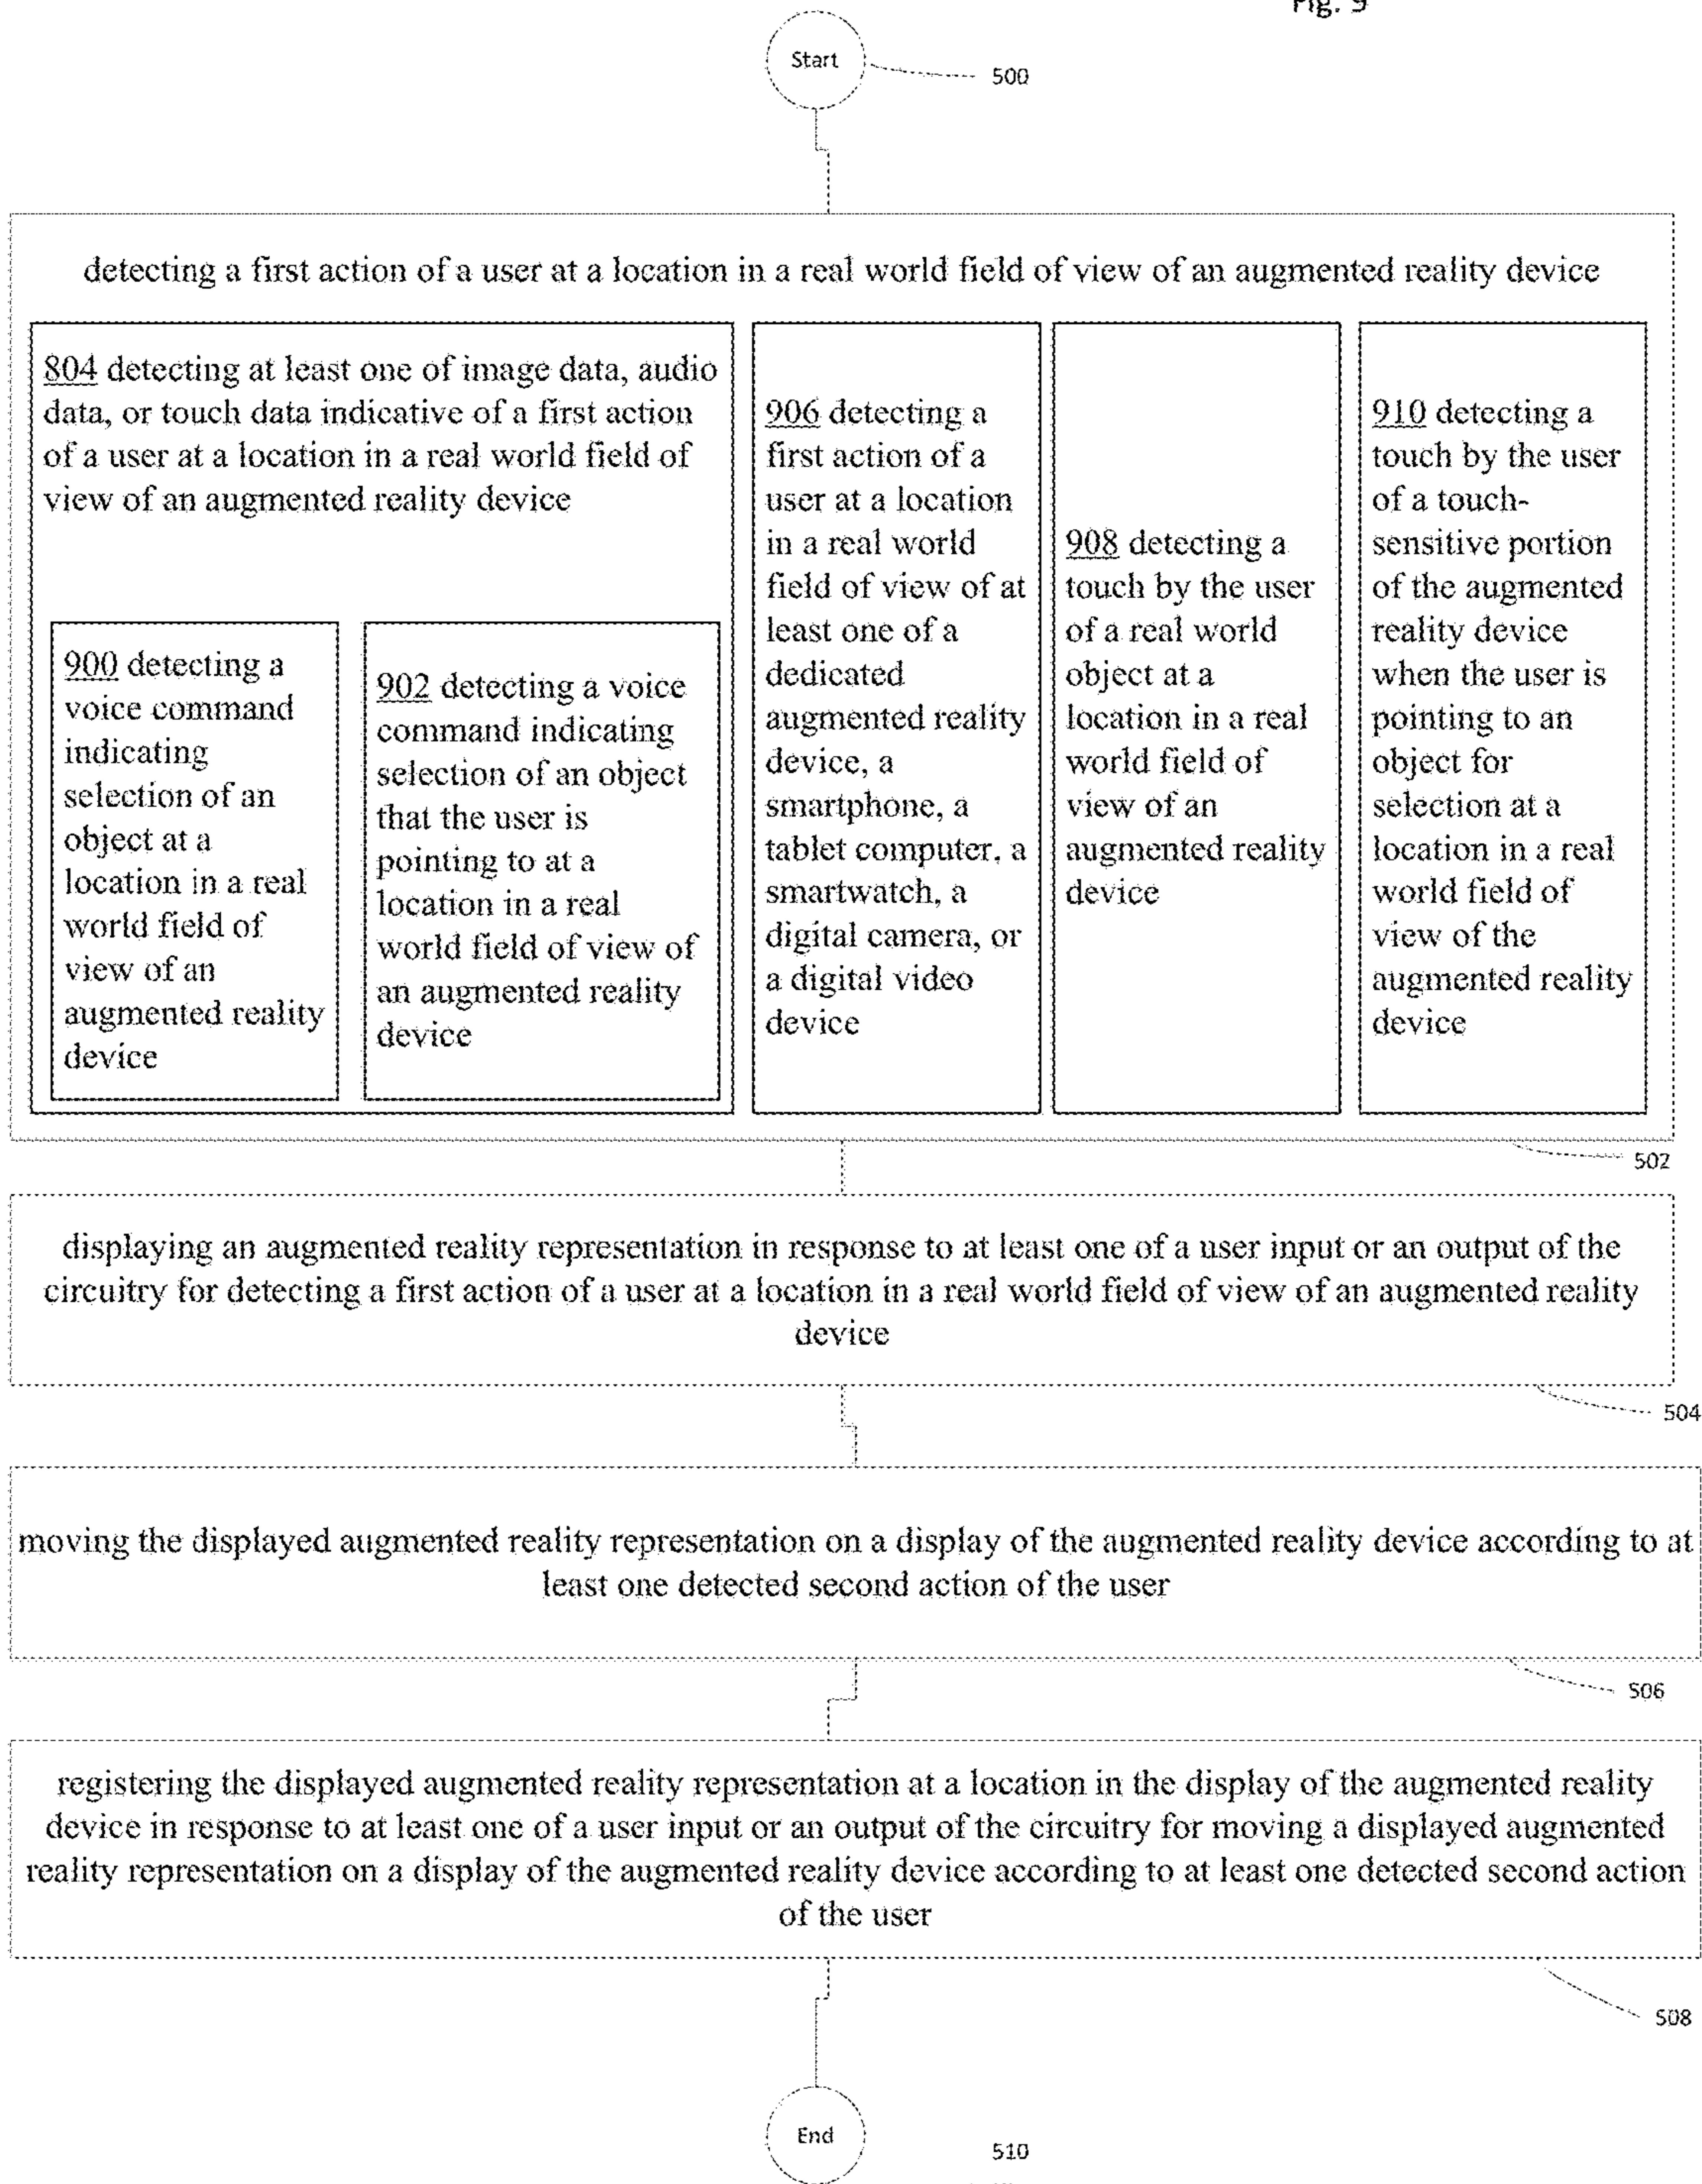 Fig. 9
Start
500
detecting a first action of a user at a location in a real world field of view of an augmented reality device
804 detecting at least one of image data, audio
data, or touch data indicative of a first action
of a user at a location in a real world field of
view of an augmented reality device
900 detecting a
voice command
indicating
selection of an
object at a
location in a real
world field of
view of an
augmented reality
device
902 detecting a voice
command indicating
selection of an object
that the user is
pointing to at a
location in a real
world field of view of
an augmented reality
device
906 detecting a
first action of a
user at a location
in a real world
field of view of at
least one of a
dedicated
augmented reality
device, a
smartphone, a
tablet computer, a
smartwatch, a
digital camera, or
a digital video
device
908 detecting a
touch by the user
of a real world
object at a
location in a real
world field of
view of an
augmented reality
device
910 detecting a
touch by the user
of a touch-
sensitive portion
of the augmented
reality device
when the user is
pointing to an
object for
selection at a
location in a real
world field of
view of the
augmented reality
device
502
displaying an augmented reality representation in response to at least one of a user input or an output of the
circuitry for detecting a first action of a user at a location in a real world field of view of an augmented reality
device
504
moving the displayed augmented reality representation on a display of the augmented reality device according to at
least one detected second action of the user
506
registering the displayed augmented reality representation at a location in the display of the augmented reality
device in response to at least one of a user input or an output of the circuitry for moving a displayed augmented
reality representation on a display of the augmented reality device according to at least one detected second action
of the user
508
End
510